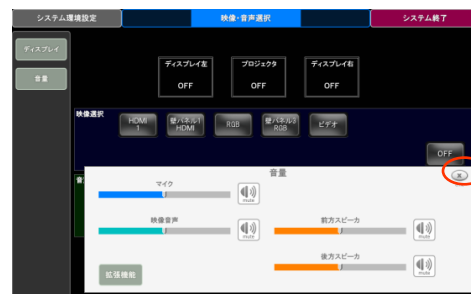 システム環境設定
映像・音声選択
システム終了
ディスプレイ
音量
ディスプレイ左
OFF
プロジェクタ
OFF
ディスプレイ右
OFF
映像選択
HDMI
1
壁パネル1
HDMI
RGB
壁パネル3
RGB
ビデオ
OFF
音
音量
x
マイク
mute
映像音声
mute
前方スピーカ
mute
後方スピーカ
mute
拡張機能